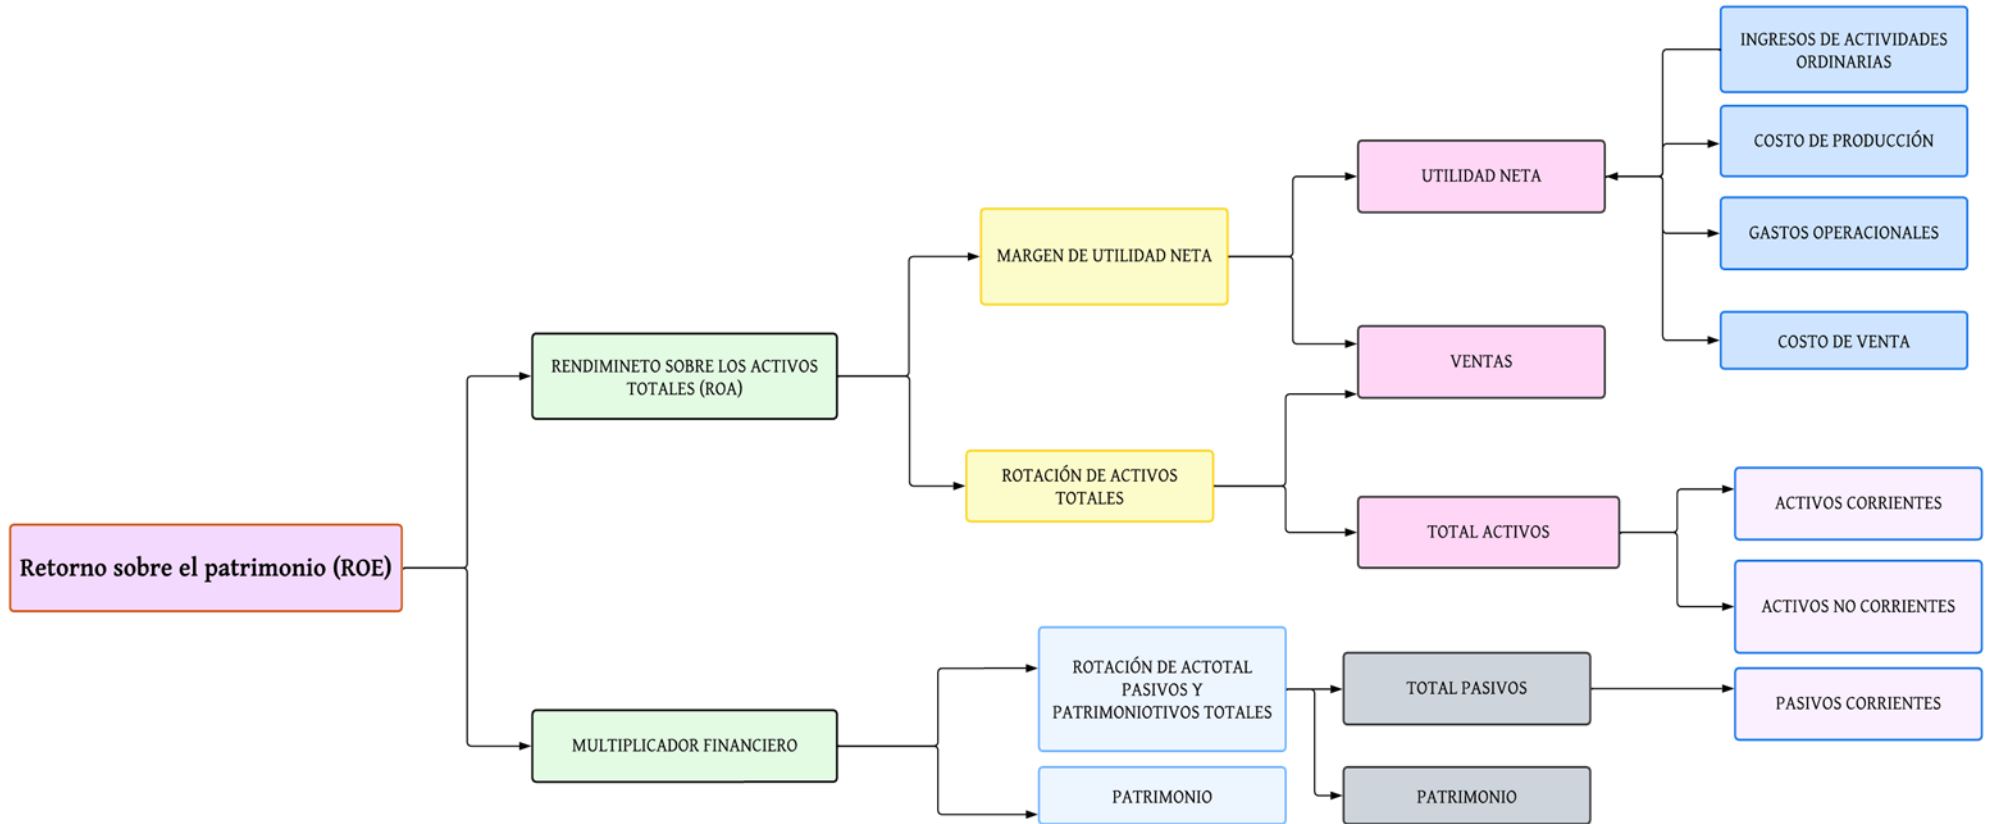 INGRESOS DE ACTIVIDADES
ORDINARIAS
COSTO DE PRODUCCIÓN
UTILIDAD NETA
GASTOS OPERACIONALES
MARGEN DE UTILIDAD NETA
COSTO DE VENTA
VENTAS
RENDIMINETO SOBRE LOS ACTIVOS
TOTALES (ROA)
ROTACIÓN DE ACTIVOS
TOTALES
ACTIVOS CORRIENTES
TOTAL ACTIVOS
Retorno sobre el patrimonio (ROE)
ACTIVOS NO CORRIENTES
ROTACIÓN DE ACTOTAL
PASIVOS Y
PATRIMONIOTIVOS TOTALES
TOTAL PASIVOS
PASIVOS CORRIENTES
MULTIPLICADOR FINANCIERO
PATRIMONIO
PATRIMONIO